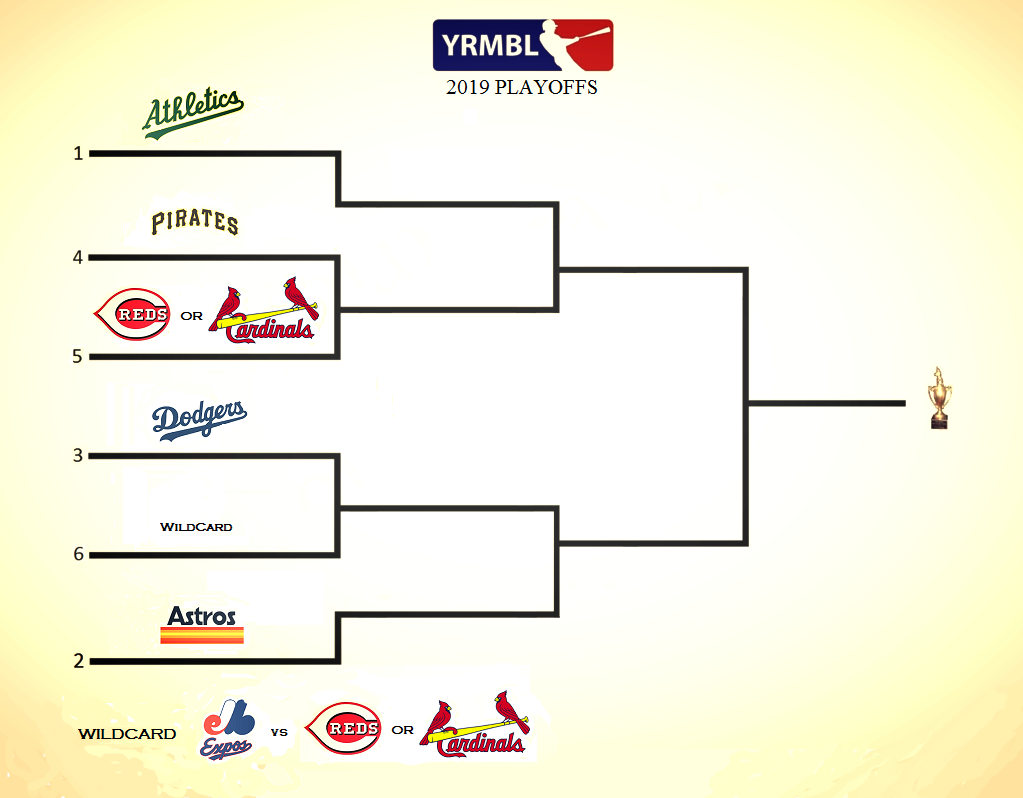 YRMBL
2019 PLAYOFFS
Athletics
1
PIRATES
4
REDS OR Cardinals
5
Dodgers
3
WILDCARD
6
Astros
2
WILDCARD Expos VS REDS OR Cardinals